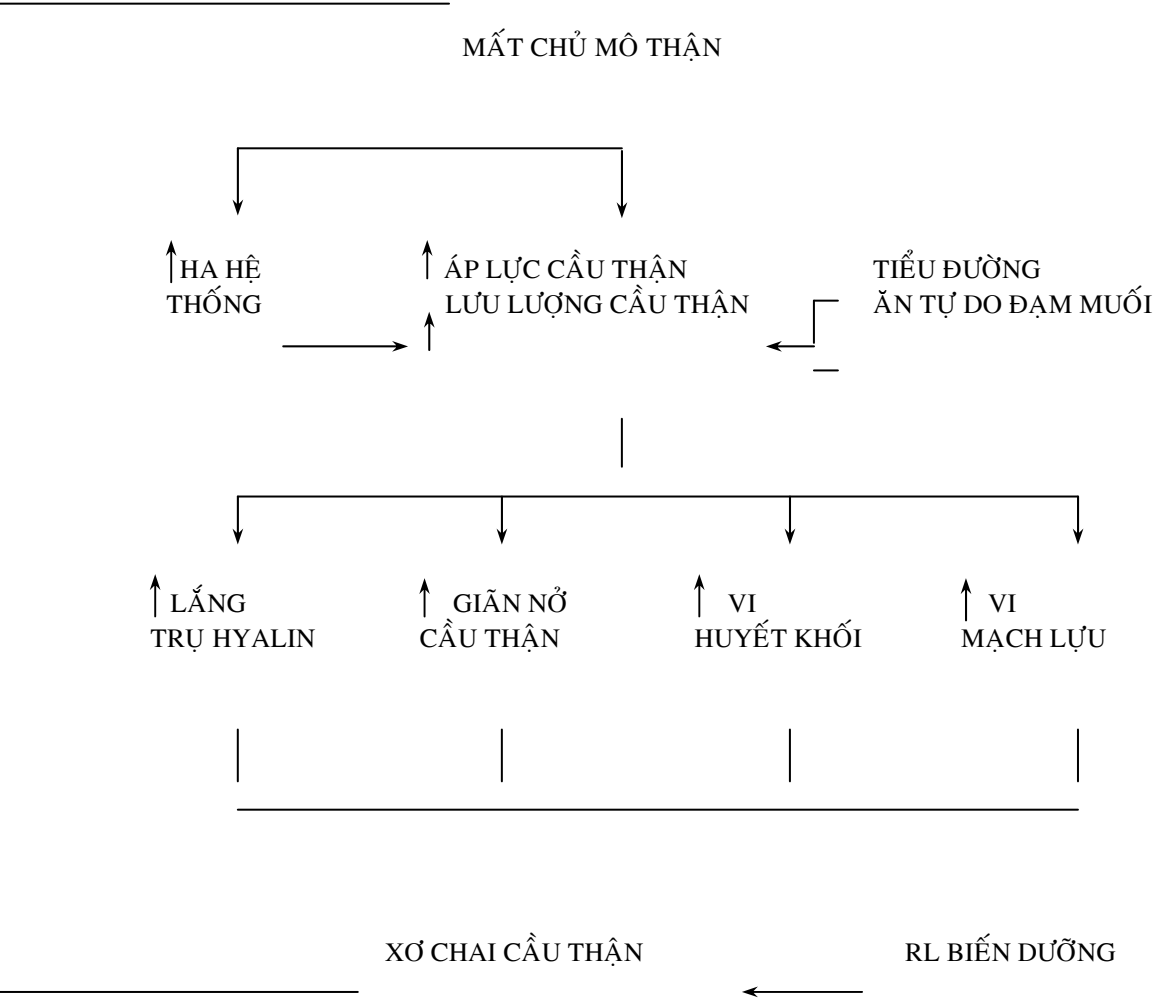 MẤT CHỦ MÔ THẬN
HA HỆ
THỐNG
ÁP LỰC CẦU THẬN
LƯU LƯỢNG CẦU THẬN
TIỂU ĐƯỜNG
ĂN TỰ DO ĐẠM MUỐI
LẮNG
TRỤ HYALIN
GIÃN NỞ
CẦU THẬN
VI
HUYẾT KHỐI
VI
MẠCH LỰU
XƠ CHAI CẦU THẬN
RL BIẾN DƯỠNG